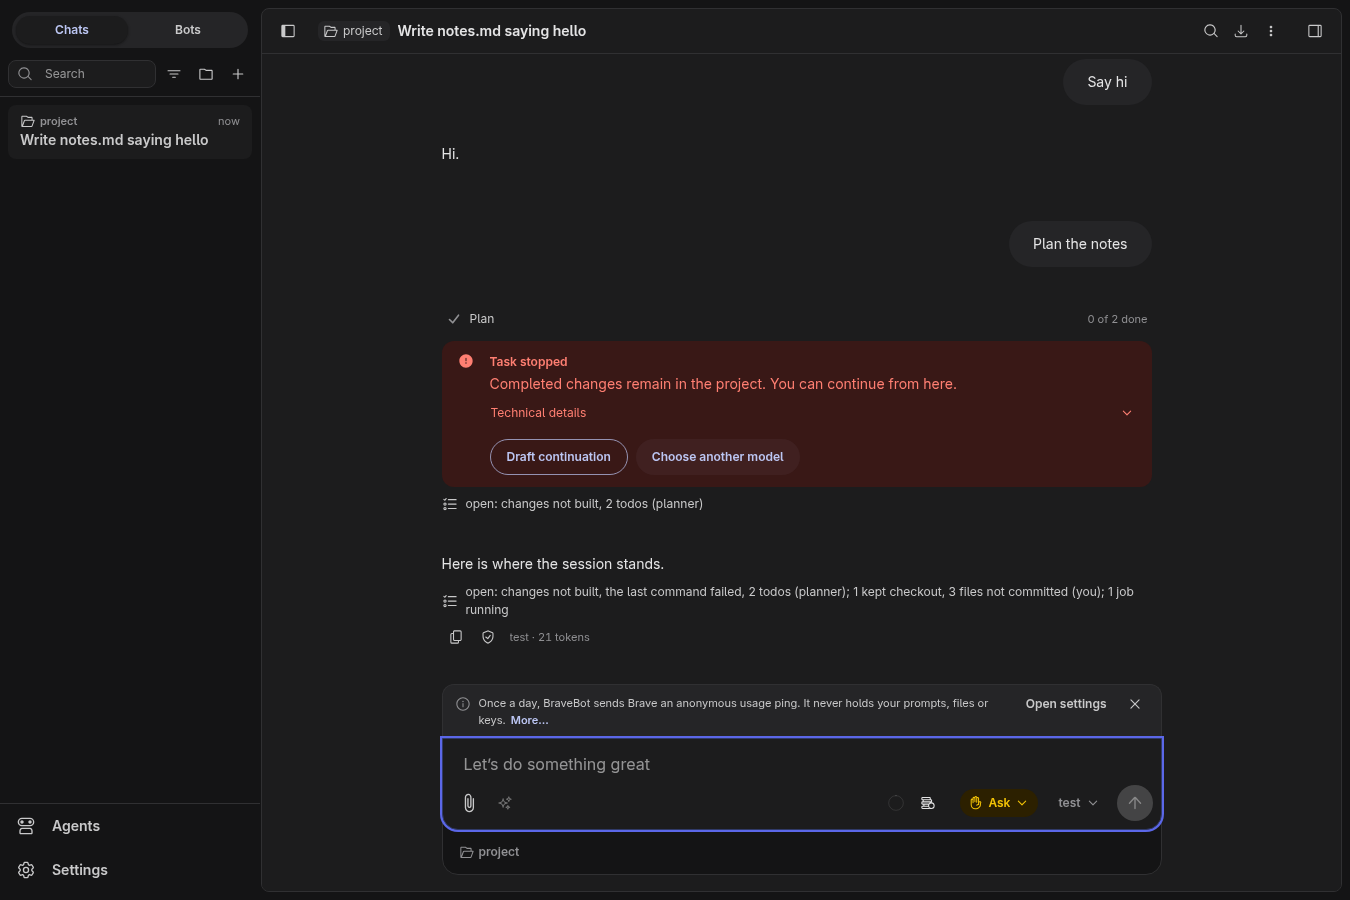 Chats
Bots
Search
project
now
Write notes.md saying hello
Agents
Settings
project
Write notes.md saying hello
Say hi
Hi.
Plan the notes
Plan
0 of 2 done
Task stopped
Completed changes remain in the project. You can continue from here.
Technical details
Draft continuation
Choose another model
open: changes not built, 2 todos (planner)
Here is where the session stands.
open: changes not built, the last command failed, 2 todos (planner); 1 kept checkout, 3 files not committed (you); 1 job
running
test · 21 tokens
Once a day, BraveBot sends Brave an anonymous usage ping. It never holds your prompts, files or
keys. More...
Open settings
Let's do something great
Ask
test
project